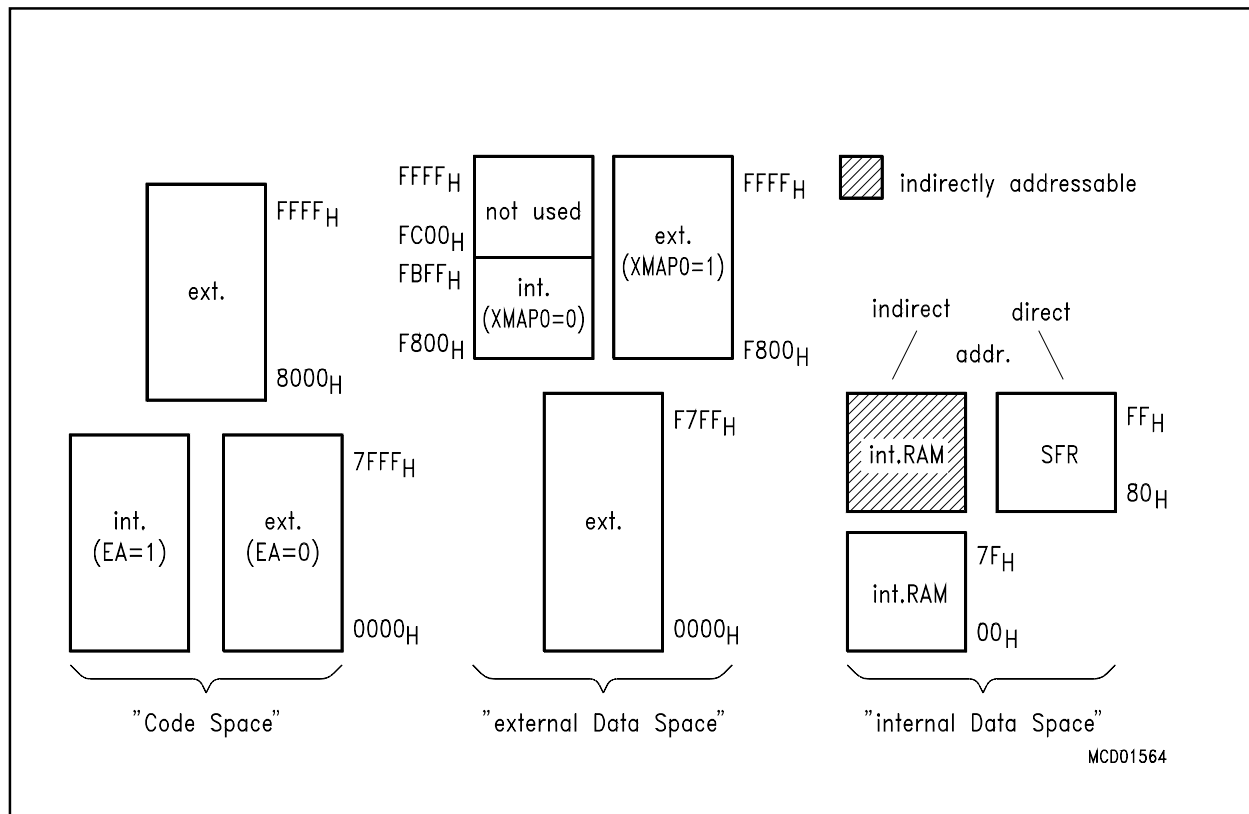 FFFFH
ext.
8000H
int.
(EA=1)
ext.
(EA=0)
7FFFH
0000H
"Code Space"
FFFFH
not used
FC00H
FBFFH
int.
(XMAP0=0)
F800H
ext.
(XMAP0=1)
FFFFH
F800H
F7FFH
ext.
0000H
"external Data Space"
indirectly addressable
indirect
direct
addr.
int.RAM
SFR
FFH
80H
int.RAM
7FH
00H
"internal Data Space"
MCD01564